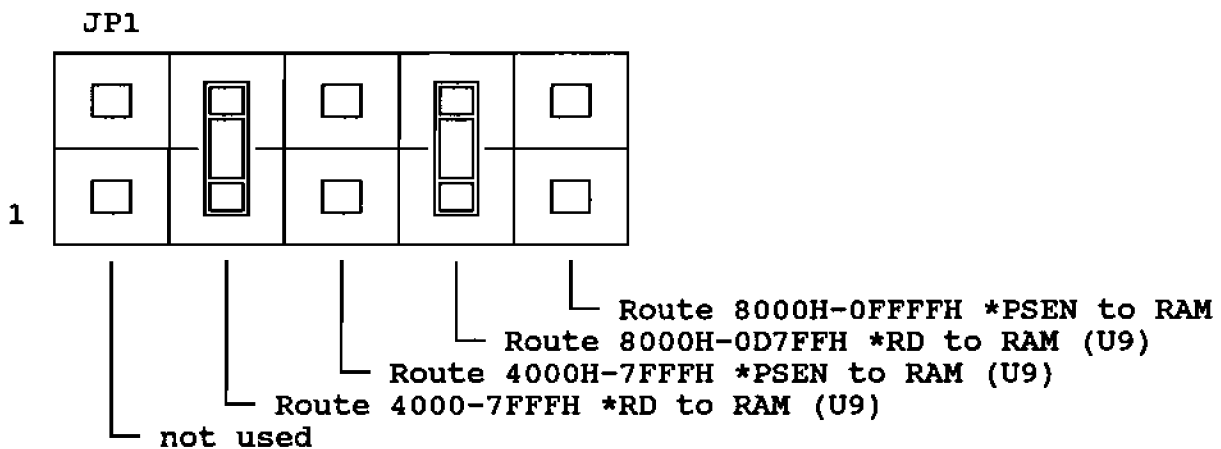 JP1
1
Route 8000H-0FFFFH *PSEN to RAM
Route 8000H-0D7FFH *RD to RAM (U9)
Route 4000H-7FFFH *PSEN to RAM (U9)
Route 4000-7FFFH *RD to RAM (U9)
not used